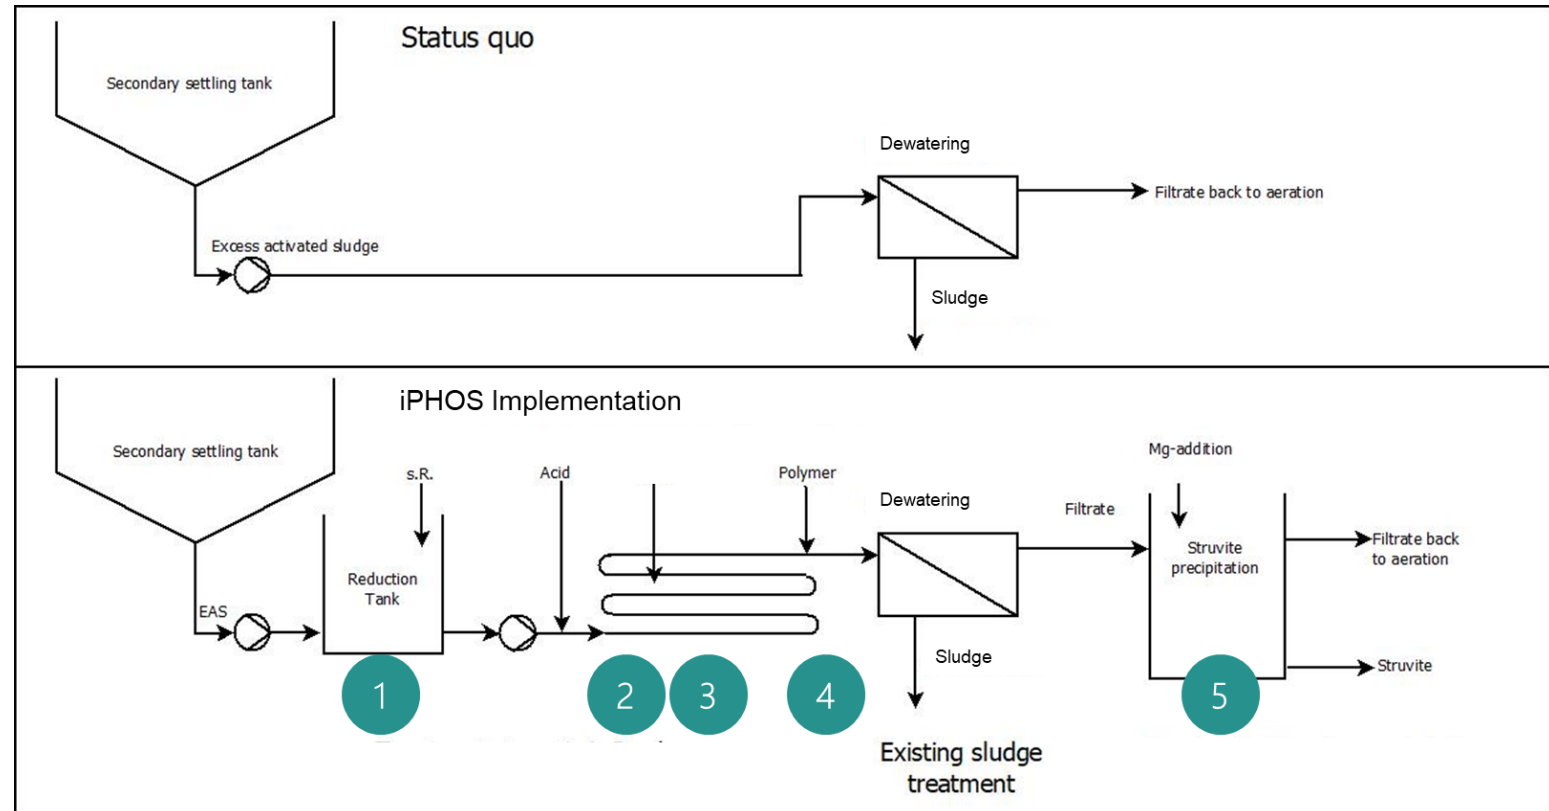 Status quo
Secondary settling tank
Dewatering
Filtrate back to aeration
Excess activated sludge
Sludge
iPHOS Implementation
Secondary settling tank
s.R.
Acid
Polymer
Mg-addition
Dewatering
Filtrate
Struvite
precipitation
Filtrate back
to aeration
Reduction
Tank
EAS
Sludge
Struvite
1
2
3
4
5
Existing sludge
treatment